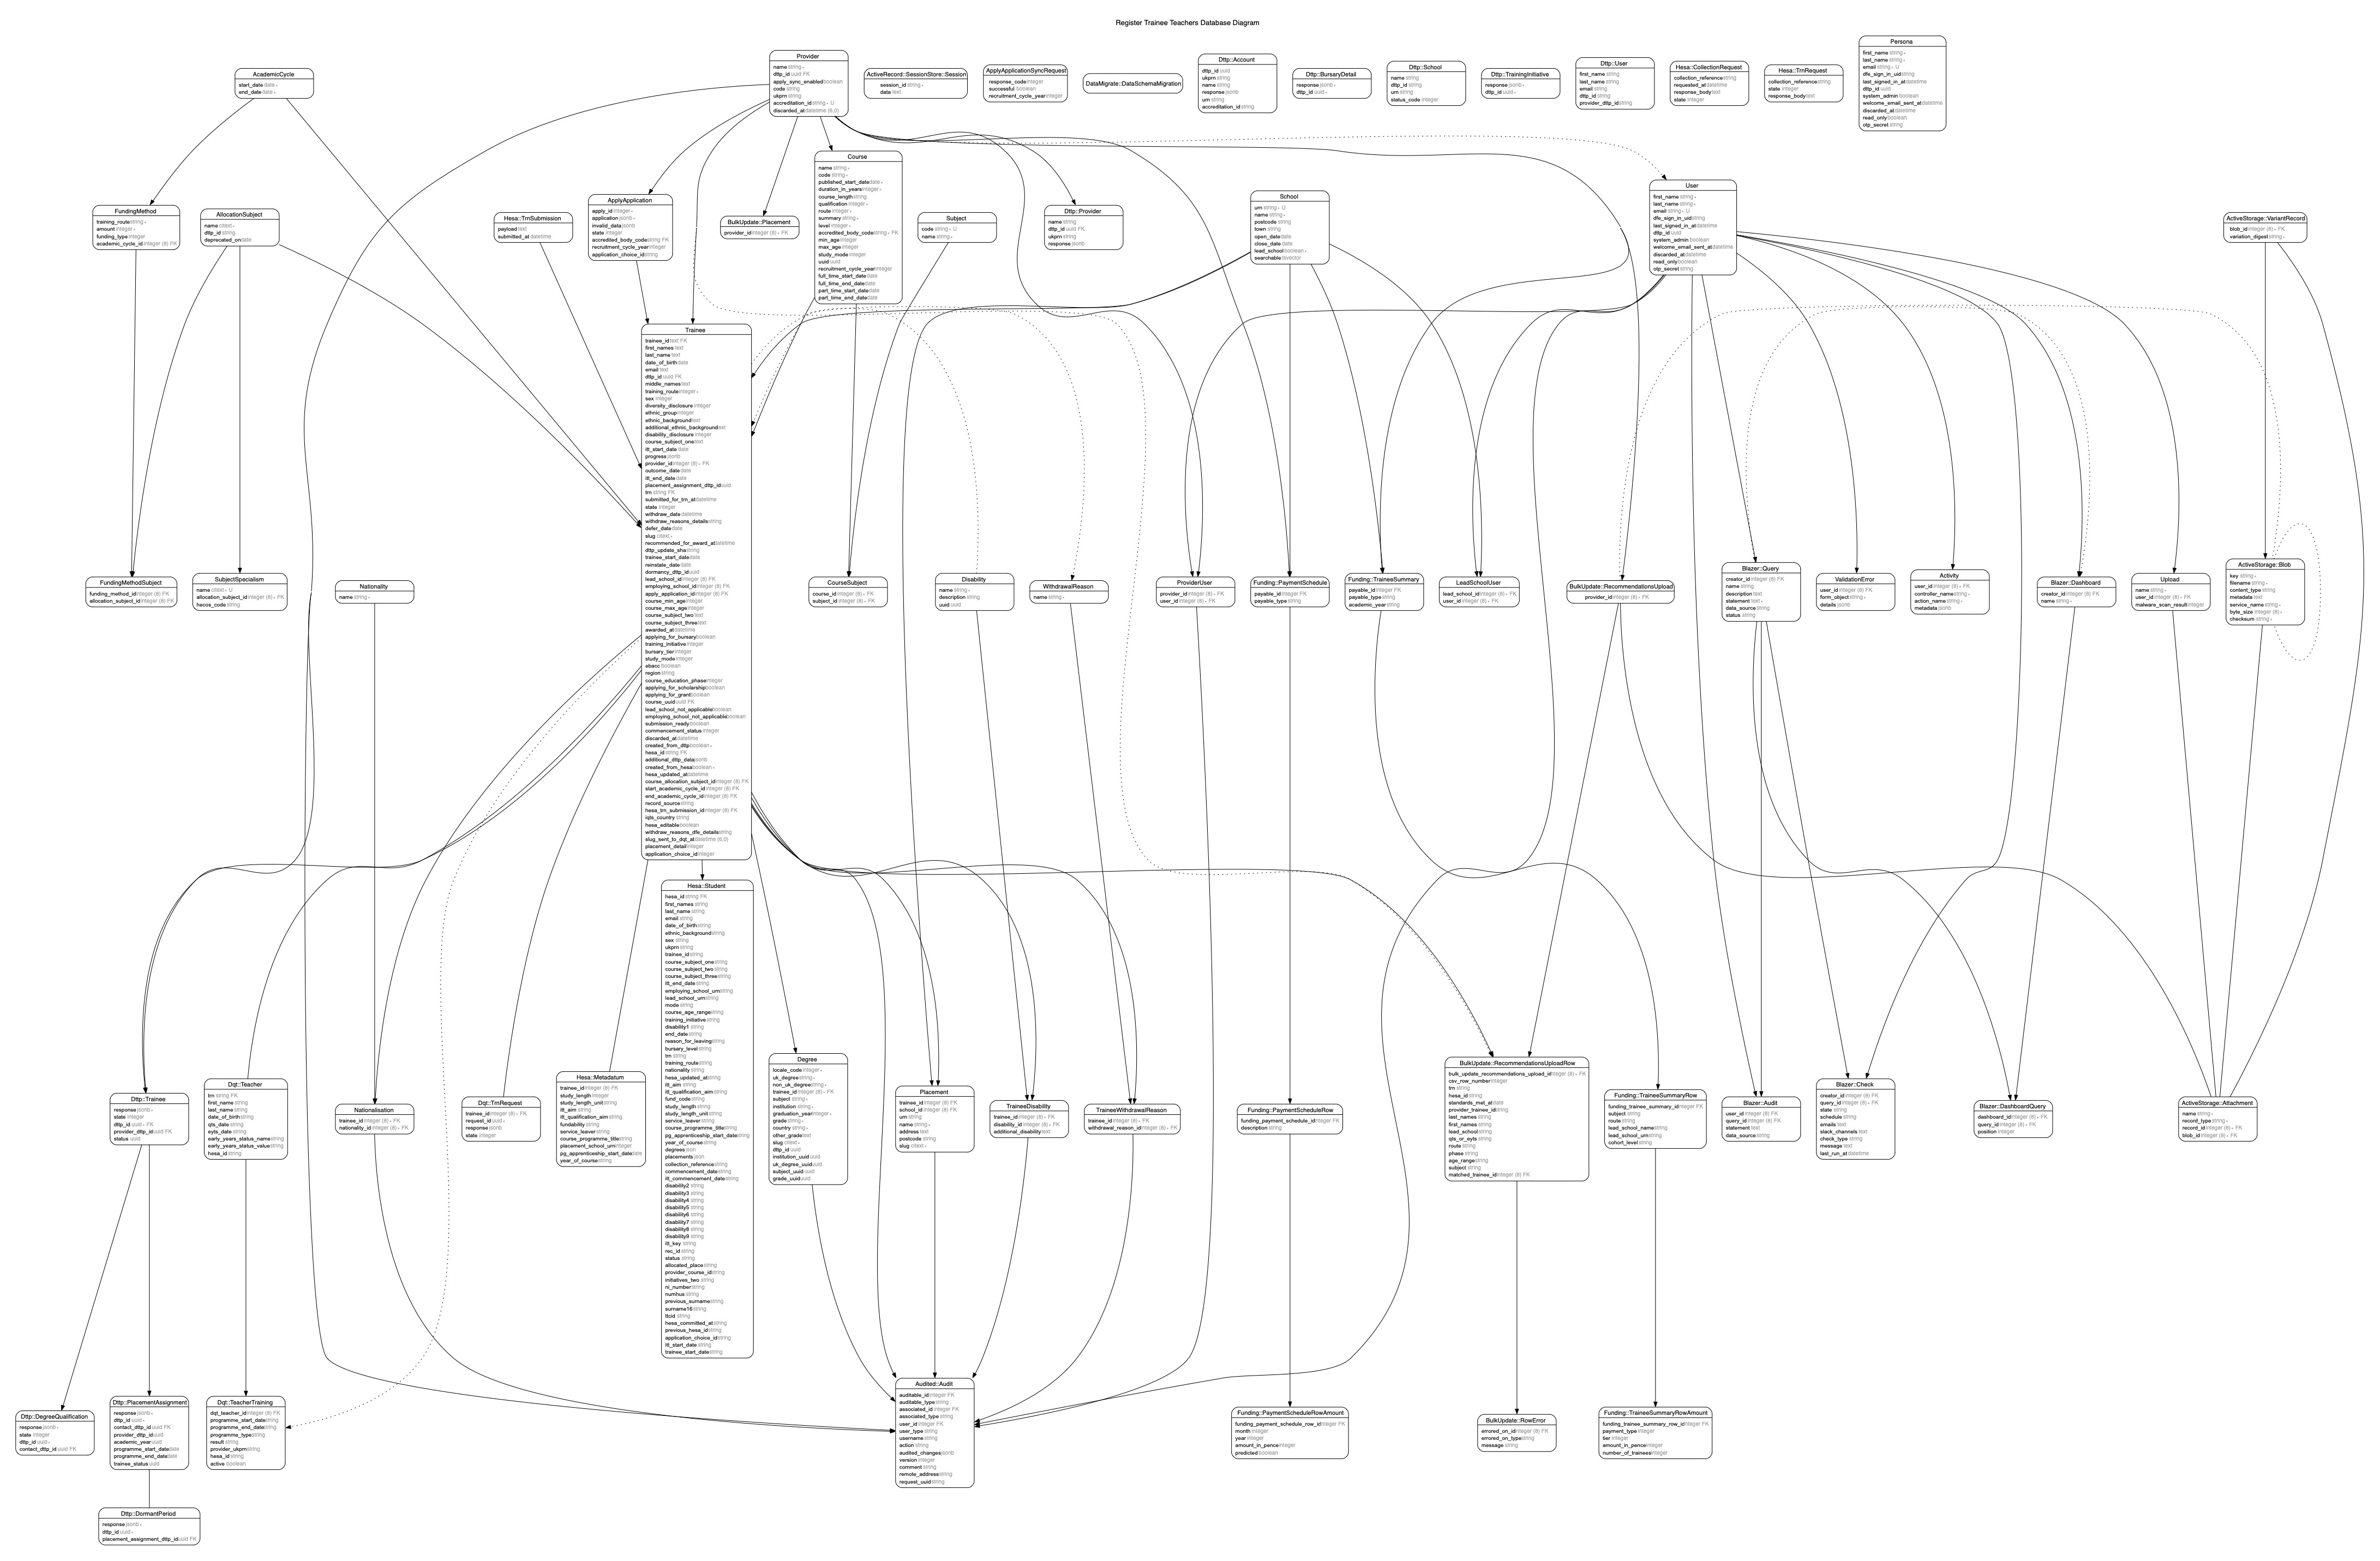 Register Trainee Teachers Database Diagram
Provider
name string ∗
dttp_id uuid FK
apply_sync_enabled boolean
code string
ukprn string
accreditation_id string ∗ U
discarded_at datetime (6,0)
AcademicCycle
start_date date ∗
end_date date ∗
ActiveRecord::SessionStore::Session
session_id string ∗
data text
ApplyApplicationSyncRequest
response_code integer
successful boolean
recruitment_cycle_year integer
DataMigrate::DataSchemaMigration
Dttp::Account
dttp_id uuid
ukprn string
name string
response jsonb
urn string
accreditation_id string
Dttp::BursaryDetail
response jsonb ∗
dttp_id uuid ∗
Dttp::School
name string
dttp_id string
urn string
status_code integer
Dttp::TrainingInitiative
response jsonb ∗
dttp_id uuid ∗
Dttp::User
first_name string
last_name string
email string
dttp_id string
provider_dttp_id string
Hesa::CollectionRequest
collection_reference string
requested_at datetime
response_body text
state integer
Hesa::TrnRequest
collection_reference string
state integer
response_body text
Persona
first_name string ∗
last_name string ∗
email string ∗
dfe_sign_in_uid string
last_signed_in_at datetime
dttp_id uuid
system_admin boolean
welcome_email_sent_at datetime
discarded_at datetime
read_only boolean
otp_secret string
Course
name string ∗
code string ∗
published_start_date date ∗
duration_in_years integer ∗
course_length string
qualification integer ∗
route integer ∗
summary string ∗
level integer ∗
accredited_body_code string ∗ FK
min_age integer
max_age integer
study_mode integer
uuid uuid
recruitment_cycle_year integer
full_time_start_date date
full_time_end_date date
part_time_start_date date
part_time_end_date date
FundingMethod
training_route string ∗
amount integer ∗
funding_type integer
academic_cycle_id integer (8) FK
AllocationSubject
name citext ∗
dttp_id string
deprecated_on date
Hesa::TrnSubmission
payload text
submitted_at datetime
ApplyApplication
apply_id integer ∗
application jsonb ∗
invalid_data jsonb
state integer
accredited_body_code string FK
recruitment_cycle_year integer
application_choice_id string
BulkUpdate::Placement
provider_id integer (8) ∗ FK
Subject
code string ∗ U
name string ∗
Dttp::Provider
name string
dttp_id uuid FK
ukprn string
response jsonb
School
urn string ∗ U
name string ∗
postcode string
town string
open_date date
close_date date
lead_school boolean ∗
searchable tsvector
User
first_name string ∗
last_name string ∗
email string ∗ U
dfe_sign_in_uid string
last_signed_in_at datetime
dttp_id uuid
system_admin boolean
welcome_email_sent_at datetime
discarded_at datetime
read_only boolean
otp_secret string
ActiveStorage::VariantRecord
blob_id integer (8) ∗ FK
variation_digest string ∗
Trainee
trainee_id text FK
first_names text
last_name text
date_of_birth date
email text
dttp_id uuid FK
middle_names text
training_route integer ∗
sex integer
diversity_disclosure integer
ethnic_group integer
ethnic_background text
additional_ethnic_background text
disability_disclosure integer
course_subject_one text
itt_start_date date
progress jsonb
provider_id integer (8) ∗ FK
outcome_date date
itt_end_date date
placement_assignment_dttp_id uuid
trn string FK
submitted_for_trn_at datetime
state integer
withdraw_date datetime
withdraw_reasons_details string
defer_date date
slug citext ∗
recommended_for_award_at datetime
dttp_update_sha string
trainee_start_date date
reinstate_date date
dormancy_dttp_id uuid
lead_school_id integer (8) FK
employing_school_id integer (8) FK
apply_application_id integer (8) FK
course_min_age integer
course_max_age integer
course_subject_two text
course_subject_three text
awarded_at datetime
applying_for_bursary boolean
training_initiative integer
bursary_tier integer
study_mode integer
ebacc boolean
region string
course_education_phase integer
applying_for_scholarship boolean
applying_for_grant boolean
course_uuid uuid FK
lead_school_not_applicable boolean
employing_school_not_applicable boolean
submission_ready boolean
commencement_status integer
discarded_at datetime
created_from_dttp boolean ∗
hesa_id string FK
additional_dttp_data jsonb
created_from_hesa boolean ∗
hesa_updated_at datetime
course_allocation_subject_id integer (8) FK
start_academic_cycle_id integer (8) FK
end_academic_cycle_id integer (8) FK
record_source string
hesa_trn_submission_id integer (8) FK
iqts_country string
hesa_editable boolean
withdraw_reasons_dfe_details string
slug_sent_to_dqt_at datetime (6,0)
placement_detail integer
application_choice_id integer
FundingMethodSubject
funding_method_id integer (8) FK
allocation_subject_id integer (8) FK
SubjectSpecialism
name citext ∗ U
allocation_subject_id integer (8) ∗ FK
hecos_code string
Nationality
name string ∗
CourseSubject
course_id integer (8) ∗ FK
subject_id integer (8) ∗ FK
Disability
name string ∗
description string
uuid uuid
WithdrawalReason
name string ∗
ProviderUser
provider_id integer (8) ∗ FK
user_id integer (8) ∗ FK
Funding::PaymentSchedule
payable_id integer FK
payable_type string
Funding::TraineeSummary
payable_id integer FK
payable_type string
academic_year string
LeadSchoolUser
lead_school_id integer (8) ∗ FK
user_id integer (8) ∗ FK
BulkUpdate::RecommendationsUpload
provider_id integer (8) ∗ FK
Blazer::Query
creator_id integer (8) FK
name string
description text
statement text ∗
data_source string
status string
ValidationError
user_id integer (8) FK
form_object string ∗
details jsonb
Activity
user_id integer (8) ∗ FK
controller_name string ∗
action_name string ∗
metadata jsonb
Blazer::Dashboard
creator_id integer (8) FK
name string ∗
Upload
name string ∗
user_id integer (8) ∗ FK
malware_scan_result integer
ActiveStorage::Blob
key string ∗
filename string ∗
content_type string
metadata text
service_name string ∗
byte_size integer (8) ∗
checksum string ∗
Hesa::Student
hesa_id string FK
first_names string
last_name string
email string
date_of_birth string
ethnic_background string
sex string
ukprn string
trainee_id string
course_subject_one string
course_subject_two string
course_subject_three string
itt_end_date string
employing_school_urn string
lead_school_urn string
mode string
course_age_range string
training_initiative string
disability1 string
end_date string
reason_for_leaving string
bursary_level string
trn string
training_route string
nationality string
hesa_updated_at string
itt_aim string
itt_qualification_aim string
fund_code string
study_length string
study_length_unit string
service_leaver string
course_programme_title string
pg_apprenticeship_start_date string
year_of_course string
degrees json
placements json
collection_reference string
commencement_date string
itt_commencement_date string
disability2 string
disability3 string
disability4 string
disability5 string
disability6 string
disability7 string
disability8 string
disability9 string
itt_key string
rec_id string
status string
allocated_place string
provider_course_id string
initiatives_two string
ni_number string
numhus string
previous_surname string
surname16 string
ttcid string
hesa_committed_at string
previous_hesa_id string
application_choice_id string
itt_start_date string
trainee_start_date string
Dttp::Trainee
response jsonb ∗
state integer
dttp_id uuid ∗ FK
provider_dttp_id uuid FK
status uuid
Dqt::Teacher
trn string FK
first_name string
last_name string
date_of_birth string
qts_date string
eyts_date string
early_years_status_name string
early_years_status_value string
hesa_id string
Nationalisation
trainee_id integer (8) ∗ FK
nationality_id integer (8) ∗ FK
Dqt::TrnRequest
trainee_id integer (8) ∗ FK
request_id uuid ∗
response jsonb
state integer
Hesa::Metadatum
trainee_id integer (8) FK
study_length integer
study_length_unit string
itt_aim string
itt_qualification_aim string
fundability string
service_leaver string
course_programme_title string
placement_school_urn integer
pg_apprenticeship_start_date date
year_of_course string
Degree
locale_code integer ∗
uk_degree string ∗
non_uk_degree string ∗
trainee_id integer (8) ∗ FK
subject string ∗
institution string ∗
graduation_year integer ∗
grade string ∗
country string ∗
other_grade text
slug citext ∗
dttp_id uuid
institution_uuid uuid
uk_degree_uuid uuid
subject_uuid uuid
grade_uuid uuid
Placement
trainee_id integer (8) FK
school_id integer (8) FK
urn string
name string ∗
address text
postcode string
slug citext ∗
TraineeDisability
trainee_id integer (8) ∗ FK
disability_id integer (8) ∗ FK
additional_disability text
TraineeWithdrawalReason
trainee_id integer (8) ∗ FK
withdrawal_reason_id integer (8) ∗ FK
Funding::PaymentScheduleRow
funding_payment_schedule_id integer FK
description string
BulkUpdate::RecommendationsUploadRow
bulk_update_recommendations_upload_id integer (8) ∗ FK
csv_row_number integer
trn string
hesa_id string
standards_met_at date
provider_trainee_id string
last_names string
first_names string
lead_school string
qts_or_eyts string
route string
phase string
age_range string
subject string
matched_trainee_id integer (8) FK
Funding::TraineeSummaryRow
funding_trainee_summary_id integer FK
subject string
route string
lead_school_name string
lead_school_urn string
cohort_level string
Blazer::Audit
user_id integer (8) FK
query_id integer (8) FK
statement text
data_source string
Blazer::Check
creator_id integer (8) FK
query_id integer (8) ∗ FK
state string
schedule string
emails text
slack_channels text
check_type string
message text
last_run_at datetime
Blazer::DashboardQuery
dashboard_id integer (8) ∗ FK
query_id integer (8) ∗ FK
position integer
ActiveStorage::Attachment
name string ∗
record_type string ∗
record_id integer (8) ∗ FK
blob_id integer (8) ∗ FK
Dttp::DegreeQualification
response jsonb ∗
state integer
dttp_id uuid ∗
contact_dttp_id uuid FK
Dttp::PlacementAssignment
response jsonb ∗
dttp_id uuid ∗
contact_dttp_id uuid FK
provider_dttp_id uuid
academic_year uuid
programme_start_date date
programme_end_date date
trainee_status uuid
Dqt::TeacherTraining
dqt_teacher_id integer (8) FK
programme_start_date string
programme_end_date string
programme_type string
result string
provider_ukprn string
hesa_id string
active boolean
Audited::Audit
auditable_id integer FK
auditable_type string
associated_id integer FK
associated_type string
user_id integer FK
user_type string
username string
action string
audited_changes jsonb
version integer
comment string
remote_address string
request_uuid string
Funding::PaymentScheduleRowAmount
funding_payment_schedule_row_id integer FK
month integer
year integer
amount_in_pence integer
predicted boolean
BulkUpdate::RowError
errored_on_id integer (8) FK
errored_on_type string
message string
Funding::TraineeSummaryRowAmount
funding_trainee_summary_row_id integer FK
payment_type integer
tier integer
amount_in_pence integer
number_of_trainees integer
Dttp::DormantPeriod
response jsonb ∗
dttp_id uuid ∗
placement_assignment_dttp_id uuid FK